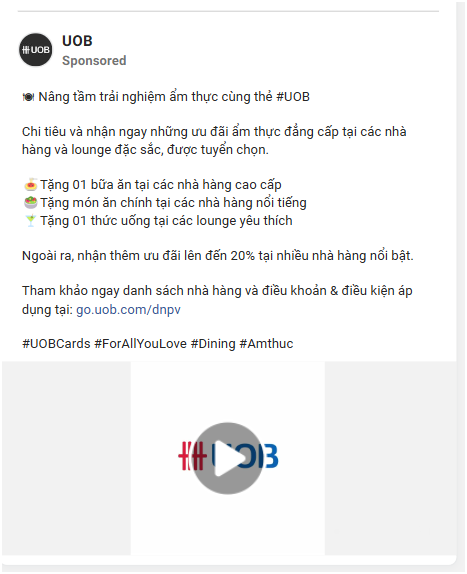 UOB
UOB
Sponsored
🍽 Nâng tầm trải nghiệm ẩm thực cùng thẻ #UOB
Chi tiêu và nhận ngay những ưu đãi ẩm thực đẳng cấp tại các nhà
hàng và lounge đặc sắc, được tuyển chọn.
🍝Tặng 01 bữa ăn tại các nhà hàng cao cấp
🥗Tặng món ăn chính tại các nhà hàng nổi tiếng
🍸Tặng 01 thức uống tại các lounge yêu thích
Ngoài ra, nhận thêm ưu đãi lên đến 20% tại nhiều nhà hàng nổi bật.
Tham khảo ngay danh sách nhà hàng và điều khoản & điều kiện áp
dụng tại: go.uob.com/dnpv
#UOBCards #ForAllYouLove #Dining #Amthuc
UOB